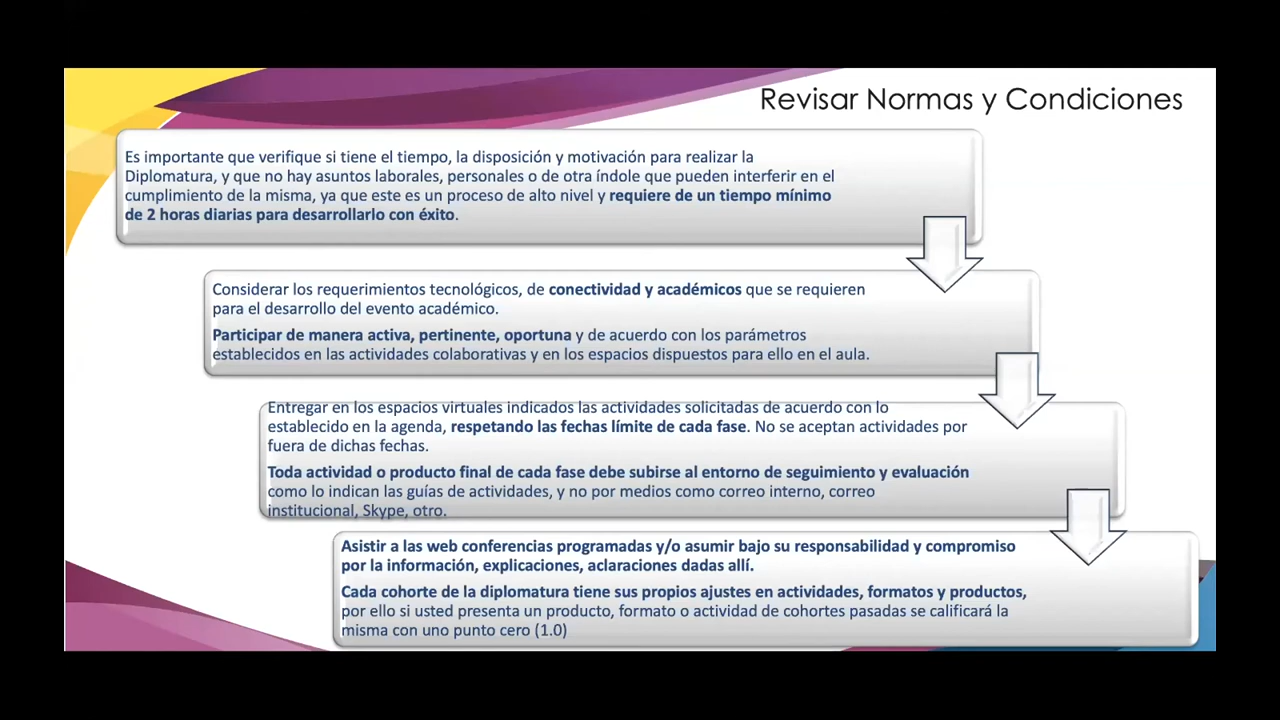 Revisar Normas y Condiciones
Es importante que verifique si tiene el tiempo, la disposición y motivación para realizar la
Diplomatura, y que no hay asuntos laborales, personales o de otra índole que pueden interferir en el
cumplimiento de la misma, ya que este es un proceso de alto nivel y requiere de un tiempo mínimo
de 2 horas diarias para desarrollarlo con éxito.
Considerar los requerimientos tecnológicos, de conectividad y académicos que se requieren
para el desarrollo del evento académico.
Participar de manera activa, pertinente, oportuna y de acuerdo con los parámetros
establecidos en las actividades colaborativas y en los espacios dispuestos para ello en el aula.
Entregar en los espacios virtuales indicados las actividades solicitadas de acuerdo con lo
establecido en la agenda, respetando las fechas límite de cada fase. No se aceptan actividades por
fuera de dichas fechas.
Toda actividad o producto final de cada fase debe subirse al entorno de seguimiento y evaluación
como lo indican las guías de actividades, y no por medios como correo interno, correo
institucional, Skype, otro.
Asistir a las web conferencias programadas y/o asumir bajo su responsabilidad y compromiso
por la información, explicaciones, aclaraciones dadas allí.
Cada cohorte de la diplomatura tiene sus propios ajustes en actividades, formatos y productos,
por ello si usted presenta un producto, formato o actividad de cohortes pasadas se calificará la
misma con uno punto cero (1.0)